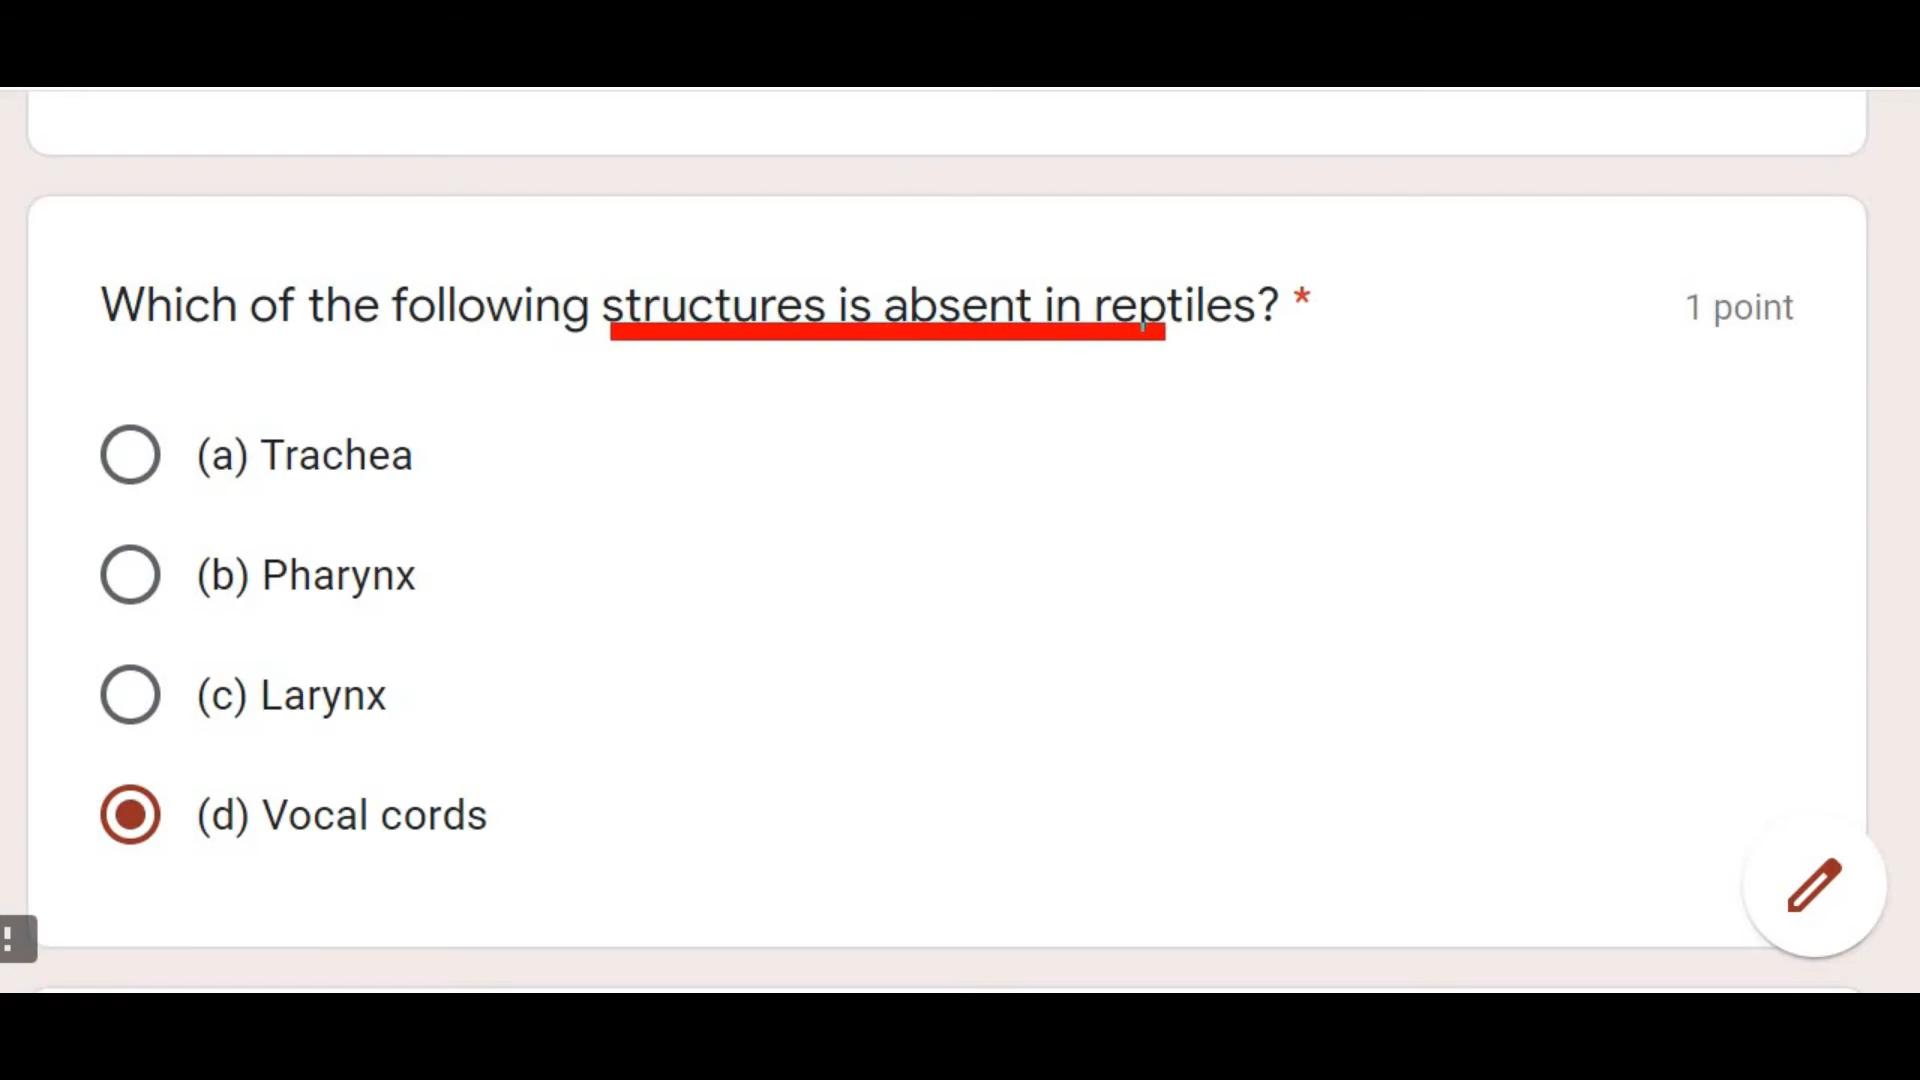 Which of the following structures is absent in reptiles? *
1 point
(a) Trachea
(b) Pharynx
(c) Larynx
(d) Vocal cords